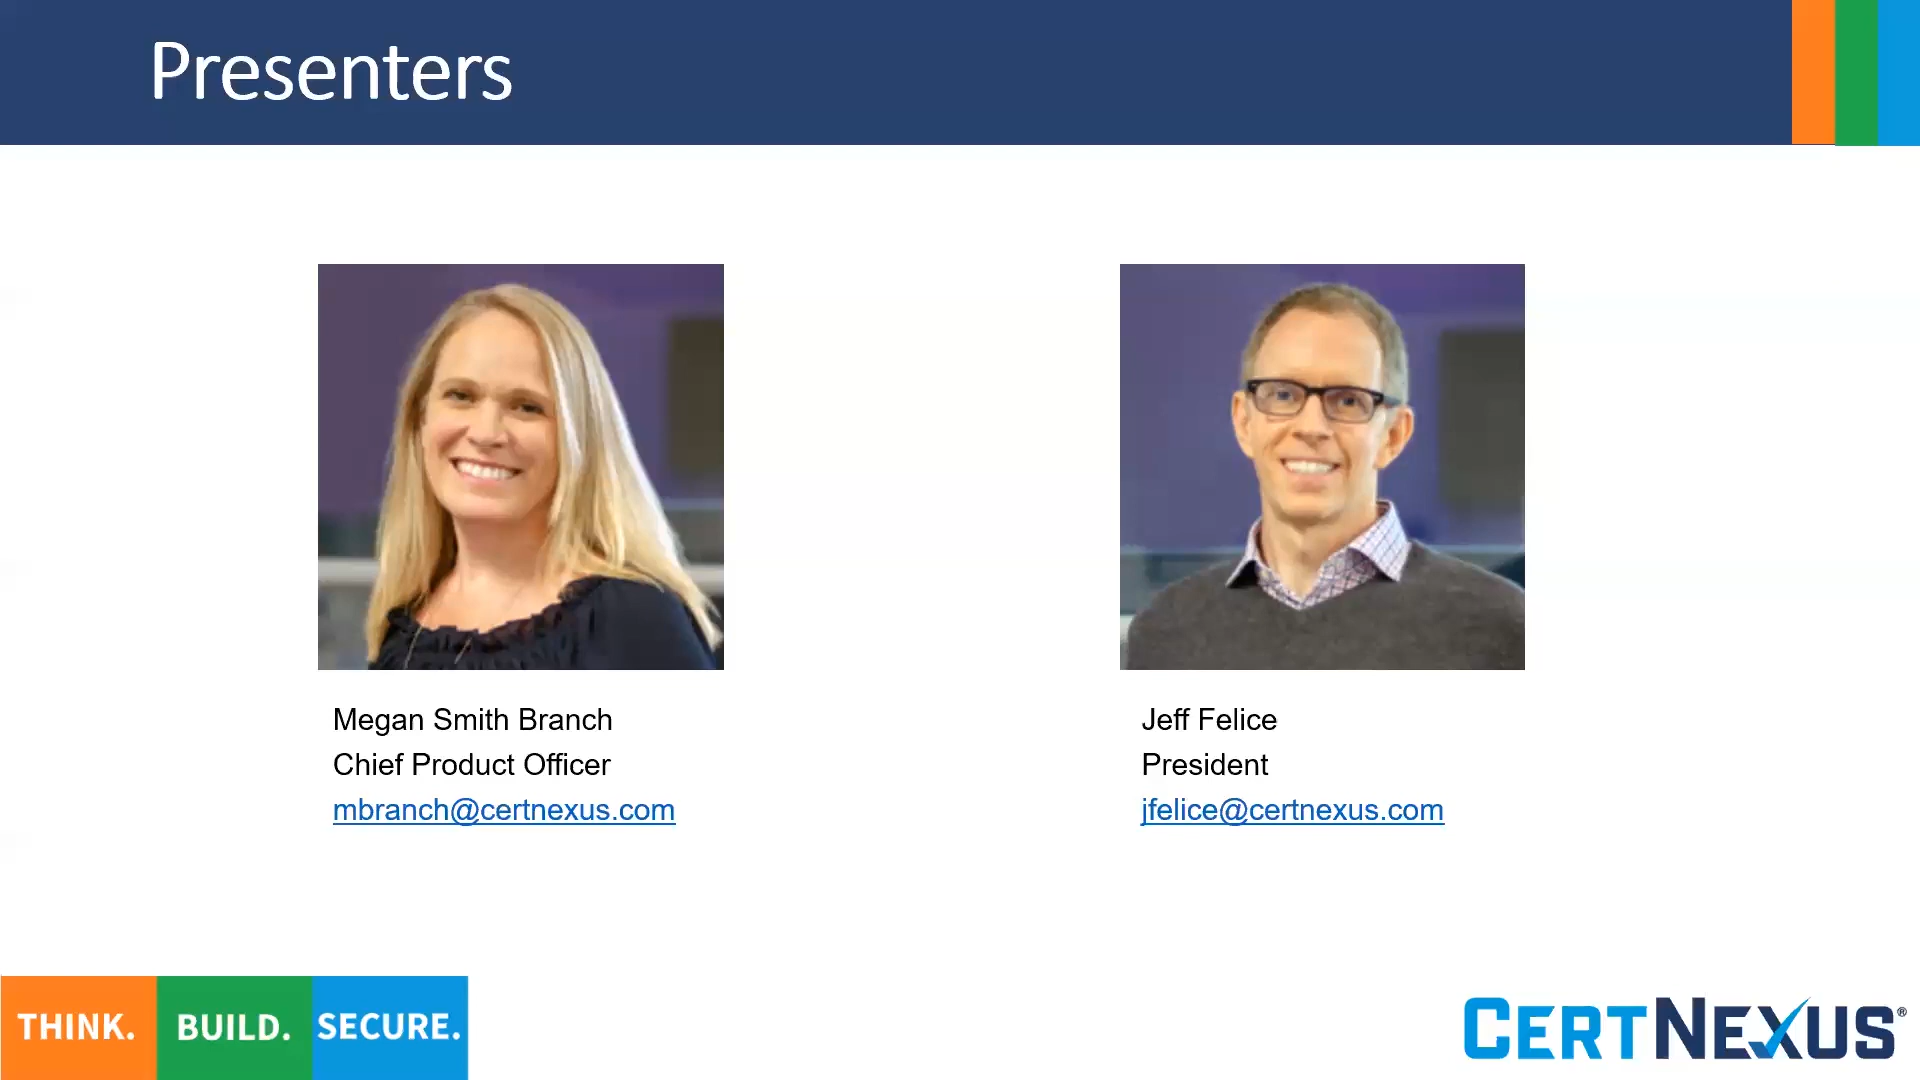 Presenters
Megan Smith Branch
Chief Product Officer
mbranch@certnexus.com
Jeff Felice
President
jfelice@certnexus.com
THINK. BUILD. SECURE.
CERTNEXUS®